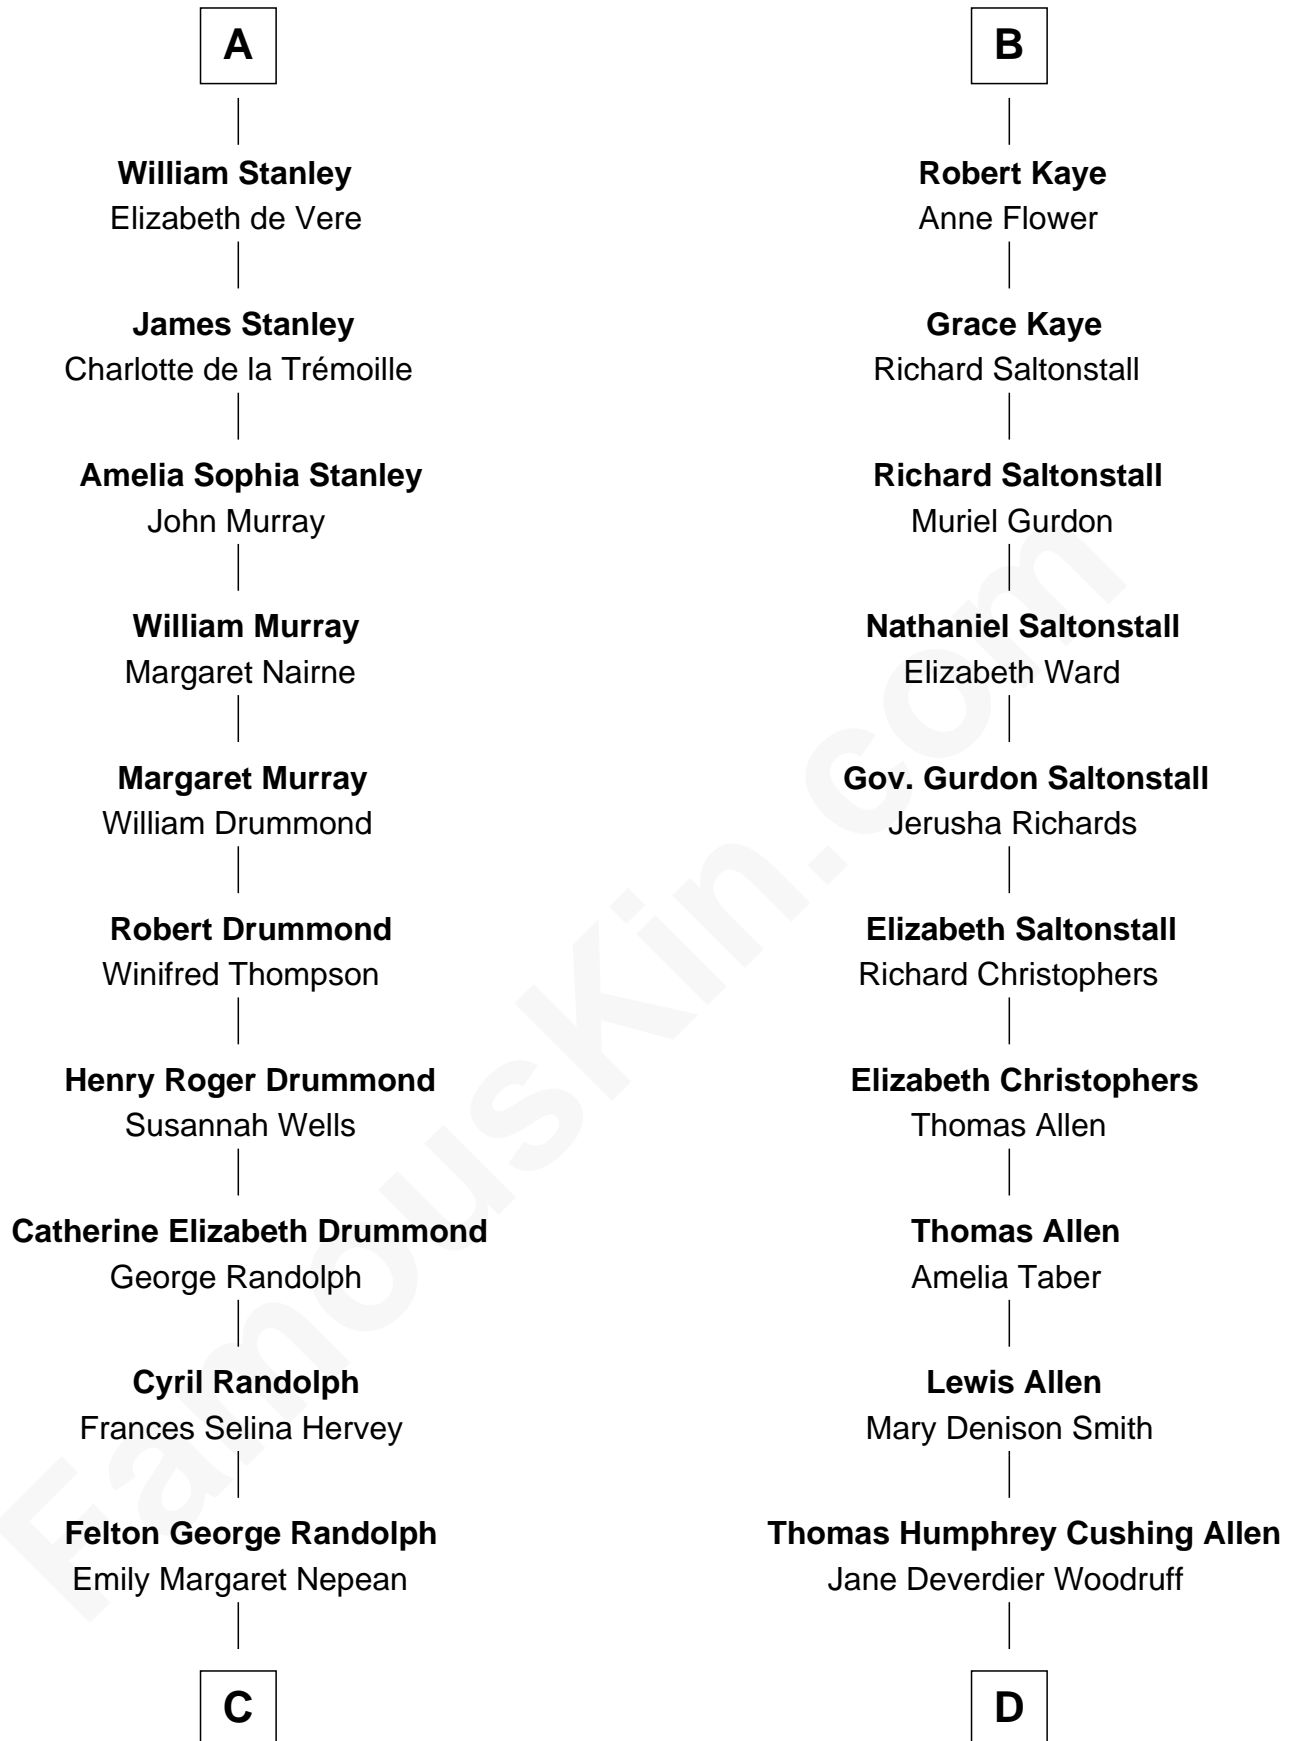 A
William Stanley
Elizabeth de Vere
James Stanley
Charlotte de la Trémoille
Amelia Sophia Stanley
John Murray
William Murray
Margaret Nairne
Margaret Murray
William Drummond
Robert Drummond
Winifred Thompson
Henry Roger Drummond
Susannah Wells
Catherine Elizabeth Drummond
George Randolph
Cyril Randolph
Frances Selina Hervey
Felton George Randolph
Emily Margaret Nepean
C
B
Robert Kaye
Anne Flower
Grace Kaye
Richard Saltonstall
Richard Saltonstall
Muriel Gurdon
Nathaniel Saltonstall
Elizabeth Ward
Gov. Gurdon Saltonstall
Jerusha Richards
Elizabeth Saltonstall
Richard Christophers
Elizabeth Christophers
Thomas Allen
Thomas Allen
Amelia Taber
Lewis Allen
Mary Denison Smith
Thomas Humphrey Cushing Allen
Jane Deverdier Woodruff
D
FamousKin.com